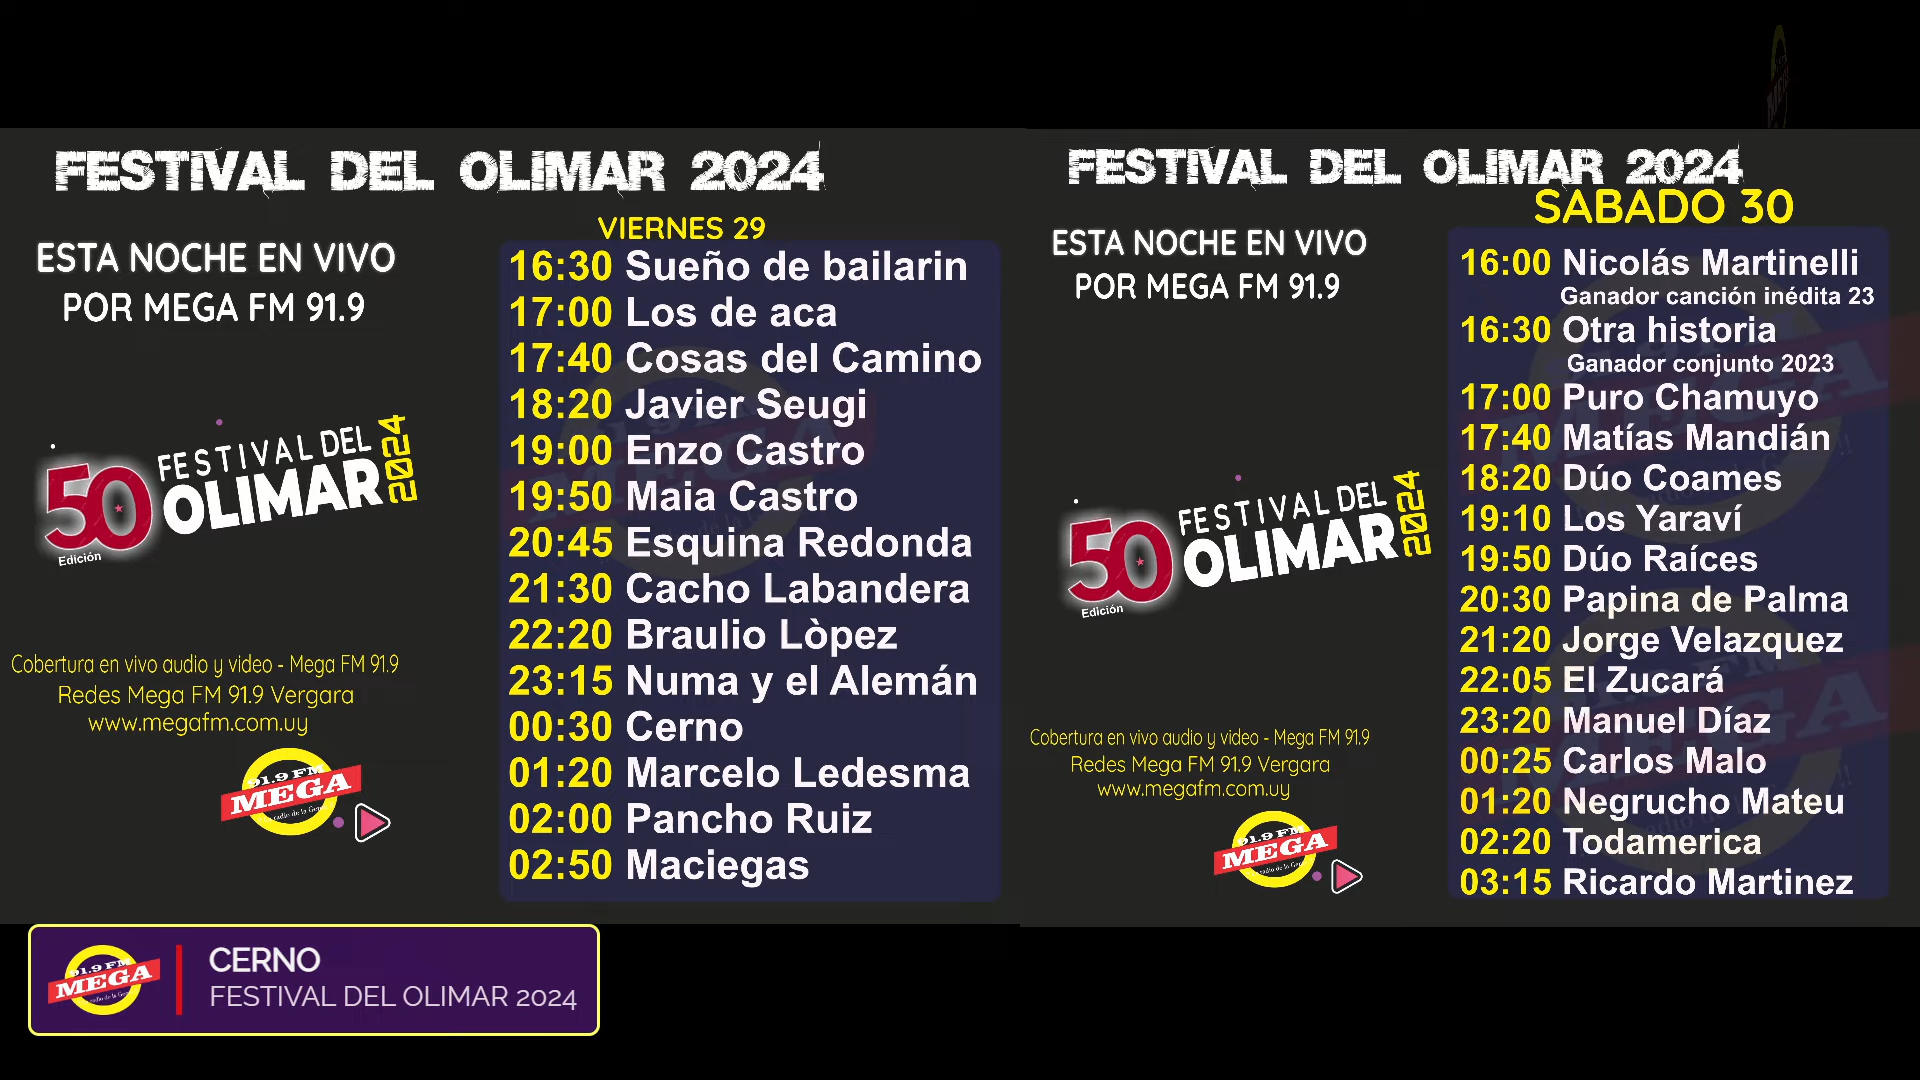 FESTIVAL DEL OLIMAR 2024
VIERNES 29
ESTA NOCHE EN VIVO
POR MEGA FM 91.9
16:30 Sueño de bailarin
17:00 Los de aca
17:40 Cosas del Camino
18:20 Javier Seugi
19:00 Enzo Castro
19:50 Maia Castro
20:45 Esquina Redonda
21:30 Cacho Labandera
22:20 Braulio Lòpez
23:15 Numa y el Alemán
00:30 Cerno
01:20 Marcelo Ledesma
02:00 Pancho Ruiz
02:50 Maciegas
50
Edición
FESTIVAL DEL
OLIMAR
2024
Cobertura en vivo audio y video - Mega FM 91.9
Redes Mega FM 91.9 Vergara
www.megafm.com.uy
91.9 FM
MEGA
FESTIVAL DEL OLIMAR 2024
SABADO 30
ESTA NOCHE EN VIVO
POR MEGA FM 91.9
16:00 Nicolás Martinelli
Ganador canción inédita 23
16:30 Otra historia
Ganador conjunto 2023
17:00 Puro Chamuyo
17:40 Matías Mandián
18:20 Dúo Coames
19:10 Los Yaraví
19:50 Dúo Raíces
20:30 Papina de Palma
21:20 Jorge Velazquez
22:05 El Zucará
23:20 Manuel Díaz
00:25 Carlos Malo
01:20 Negrucho Mateu
02:20 Todamerica
03:15 Ricardo Martinez
50
Edición
FESTIVAL DEL
OLIMAR
2024
Cobertura en vivo audio y video - Mega FM 91.9
Redes Mega FM 91.9 Vergara
www.megafm.com.uy
91.9 FM
MEGA
91.9 FM
MEGA
CERNO
FESTIVAL DEL OLIMAR 2024